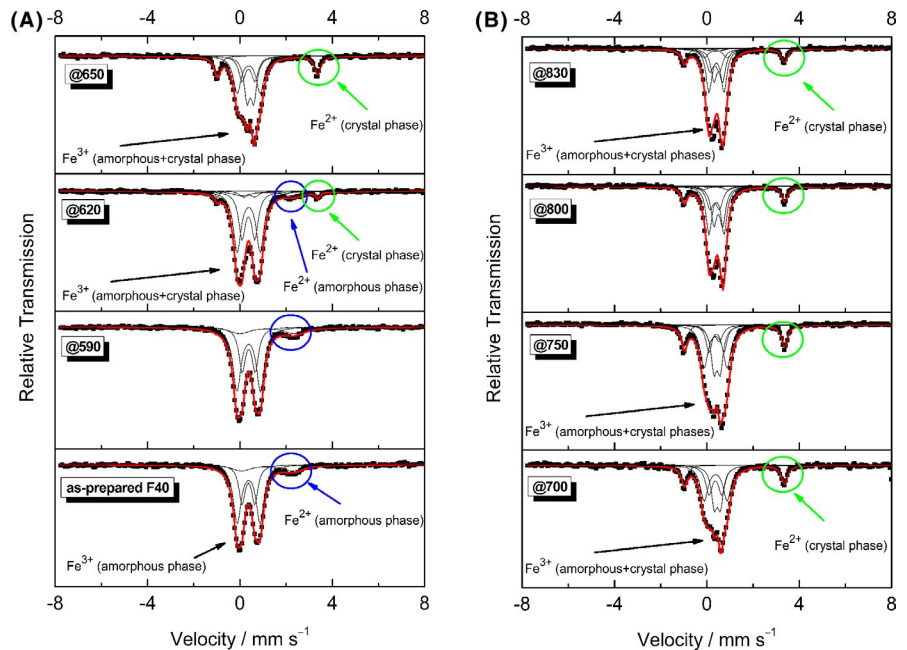 (A)
-8 -4 0 4 8
@650
Fe2+ (crystal phase)
Fe3+ (amorphous+crystal phase)
@620
Fe2+ (crystal phase)
Fe3+ (amorphous+crystal phase)
Fe2+ (amorphous phase)
@590
as-prepared F40
Fe2+ (amorphous phase)
Fe3+ (amorphous phase)
-8 -4 0 4 8
Velocity / mm s−1
Relative Transmission
(B)
-8 -4 0 4 8
@830
Fe2+ (crystal phase)
Fe3+ (amorphous+crystal phases)
@800
@750
Fe3+ (amorphous+crystal phases)
@700
Fe2+ (crystal phase)
Fe3+ (amorphous+crystal phase)
-8 -4 0 4 8
Velocity / mm s−1
Relative Transmission